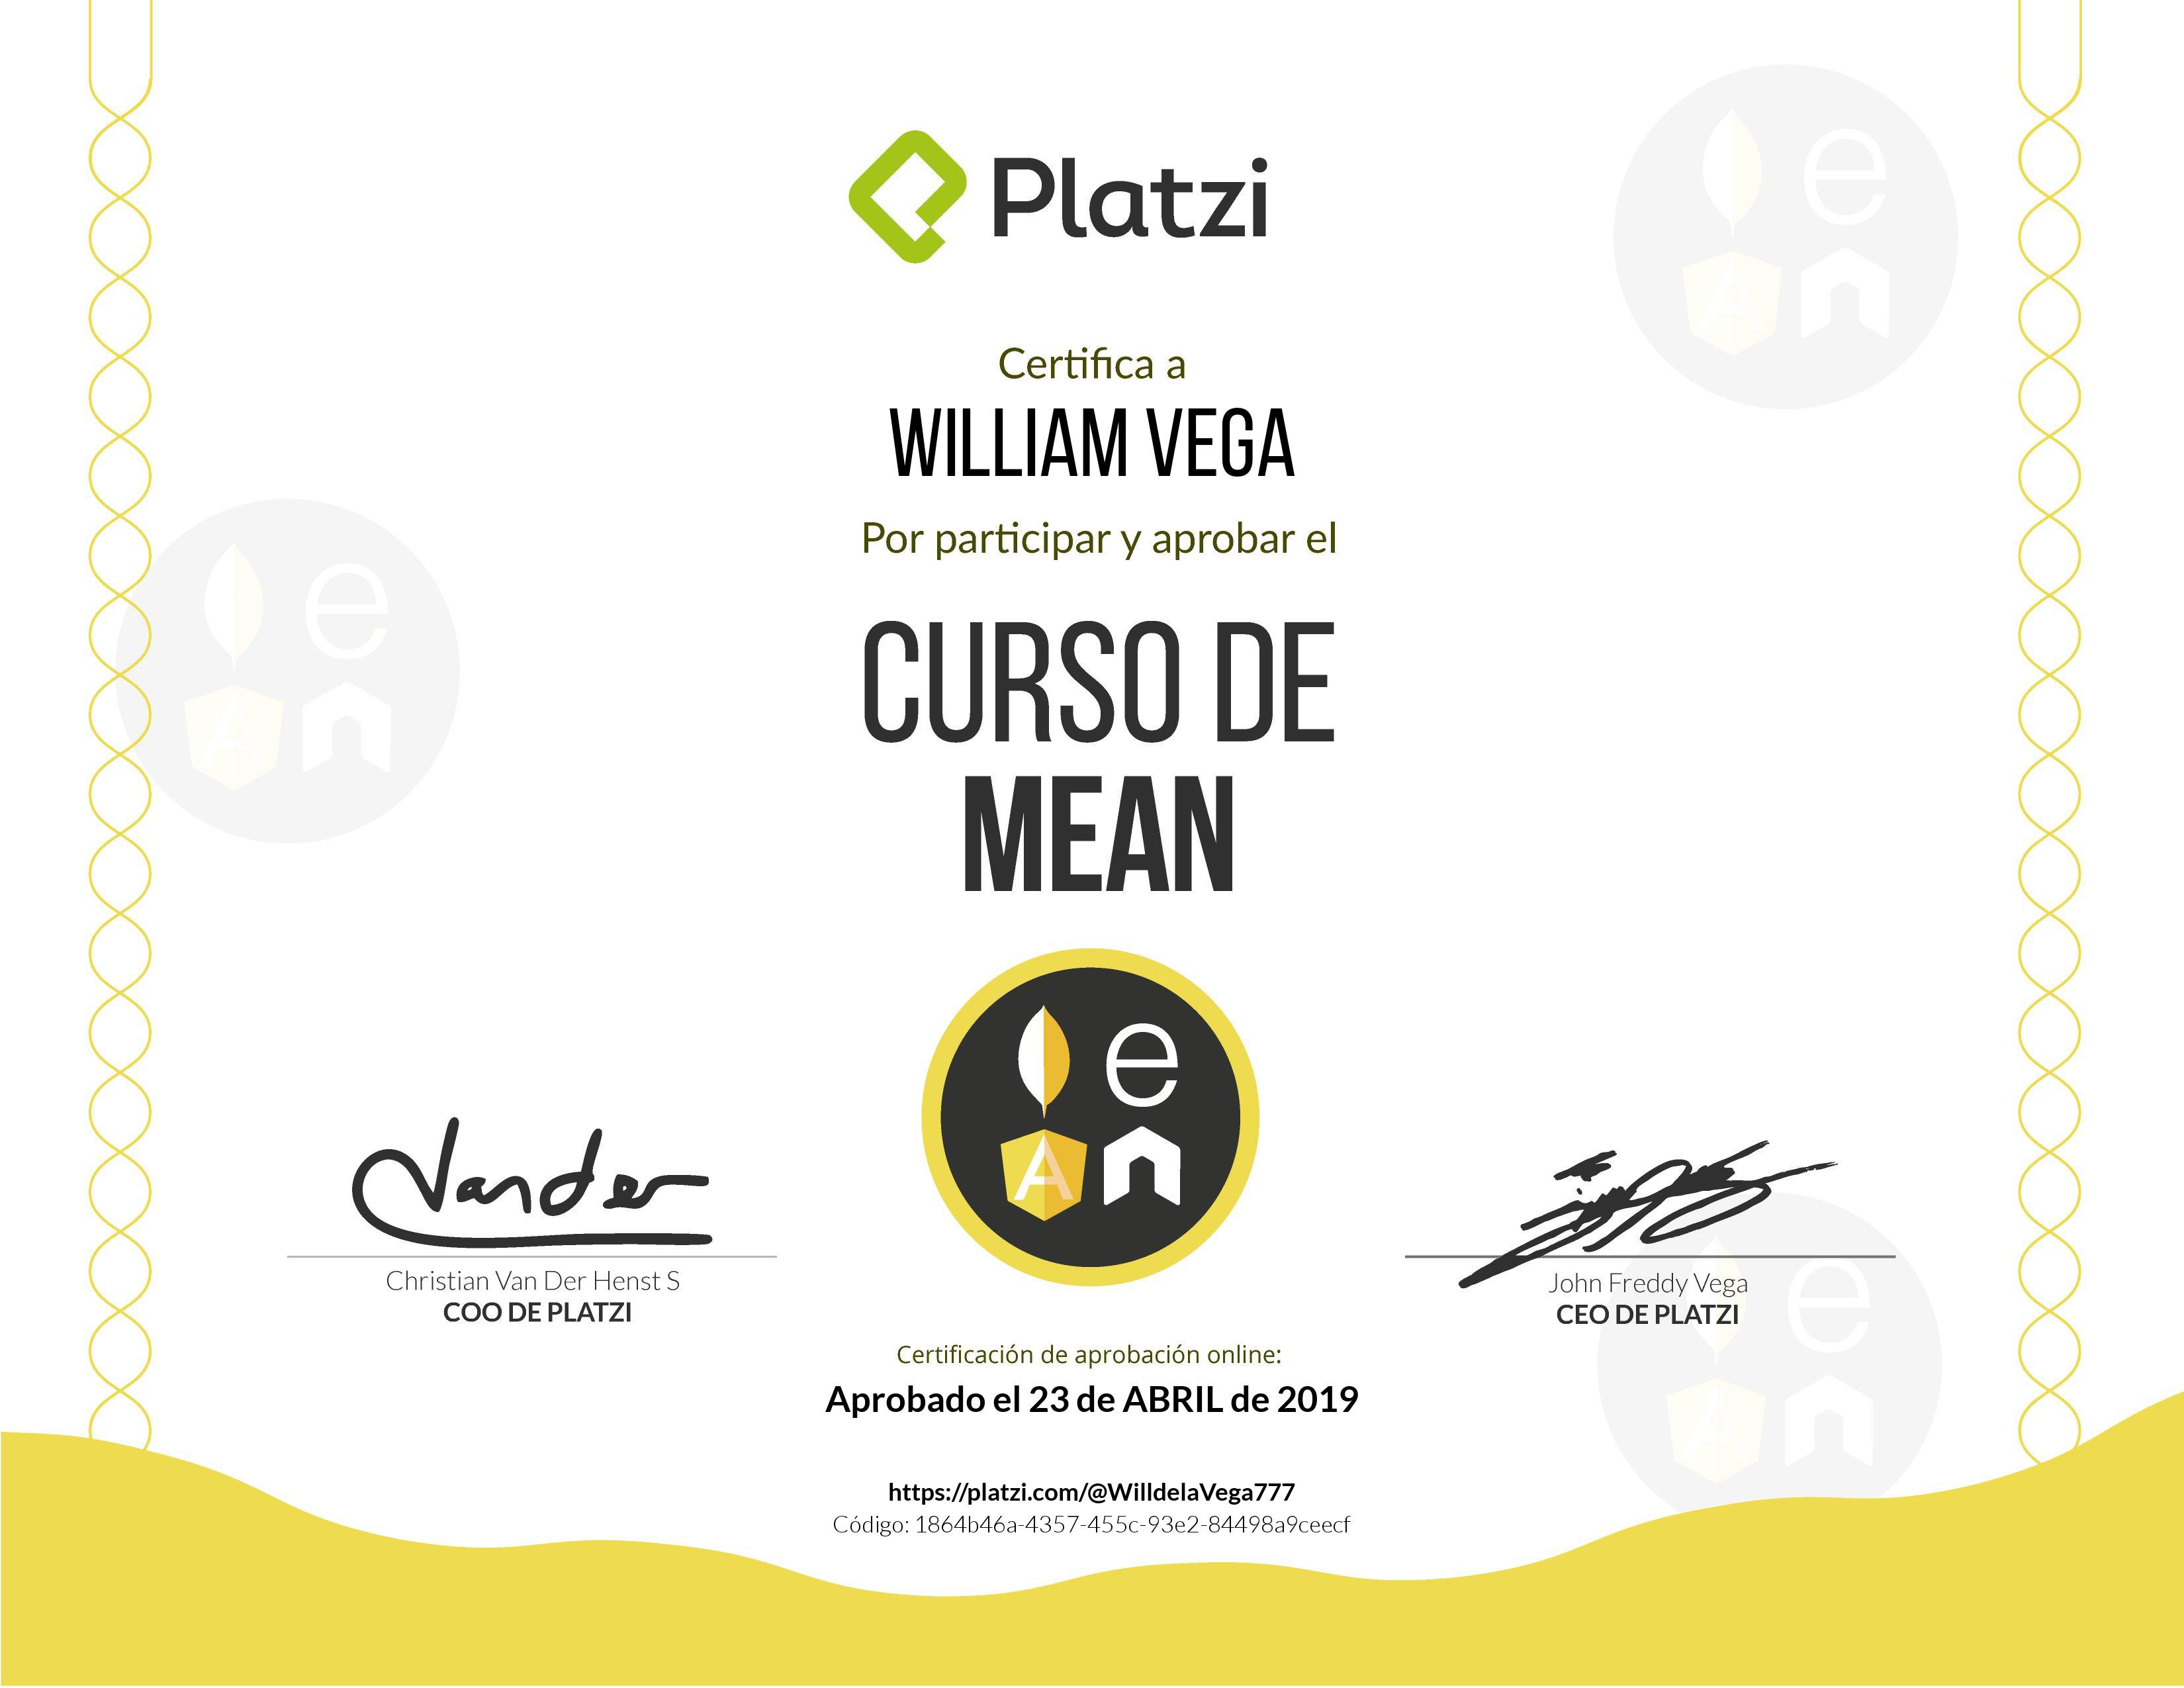 Platzi
Certifica a
WILLIAM VEGA
Por participar y aprobar el
CURSO DE
MEAN
e
A
Vander
Christian Van Der Henst S
COO DE PLATZI
John Freddy Vega
CEO DE PLATZI
Certificación de aprobación online:
Aprobado el 23 de ABRIL de 2019
https://platzi.com/@WilldelaVega777
Código: 1864b46a-4357-455c-93e2-84498a9ceecf